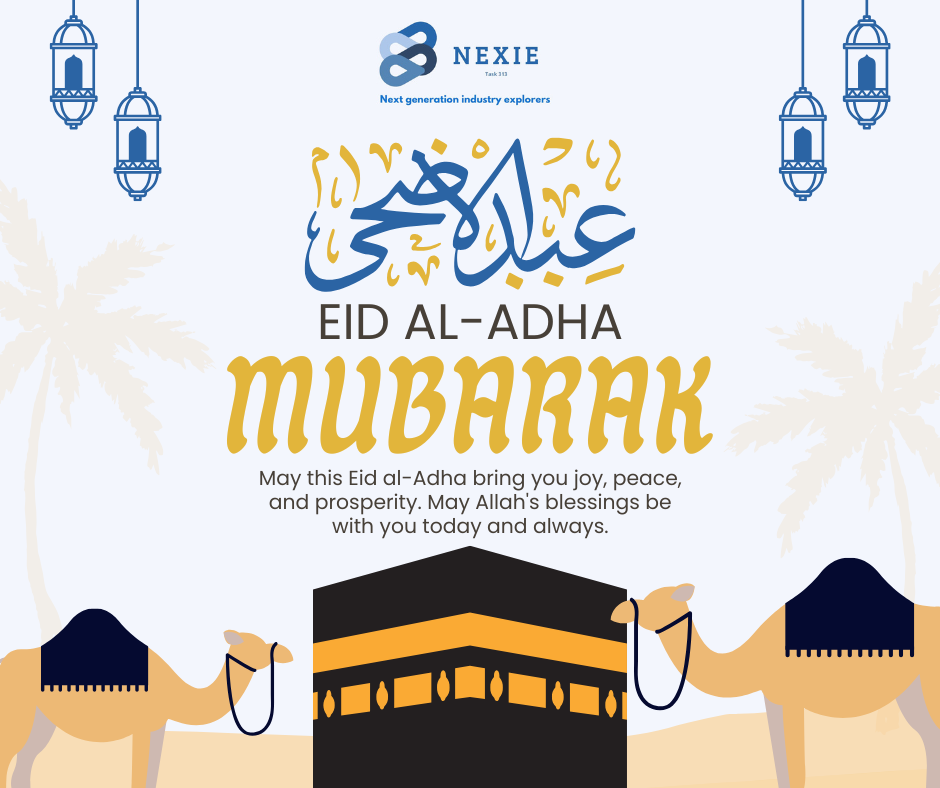 NEXIE
Task 313
Next generation industry explorers
عيد الاضحى
EID AL-ADHA
MUBARAK
May this Eid al-Adha bring you joy, peace,
and prosperity. May Allah's blessings be
with you today and always.